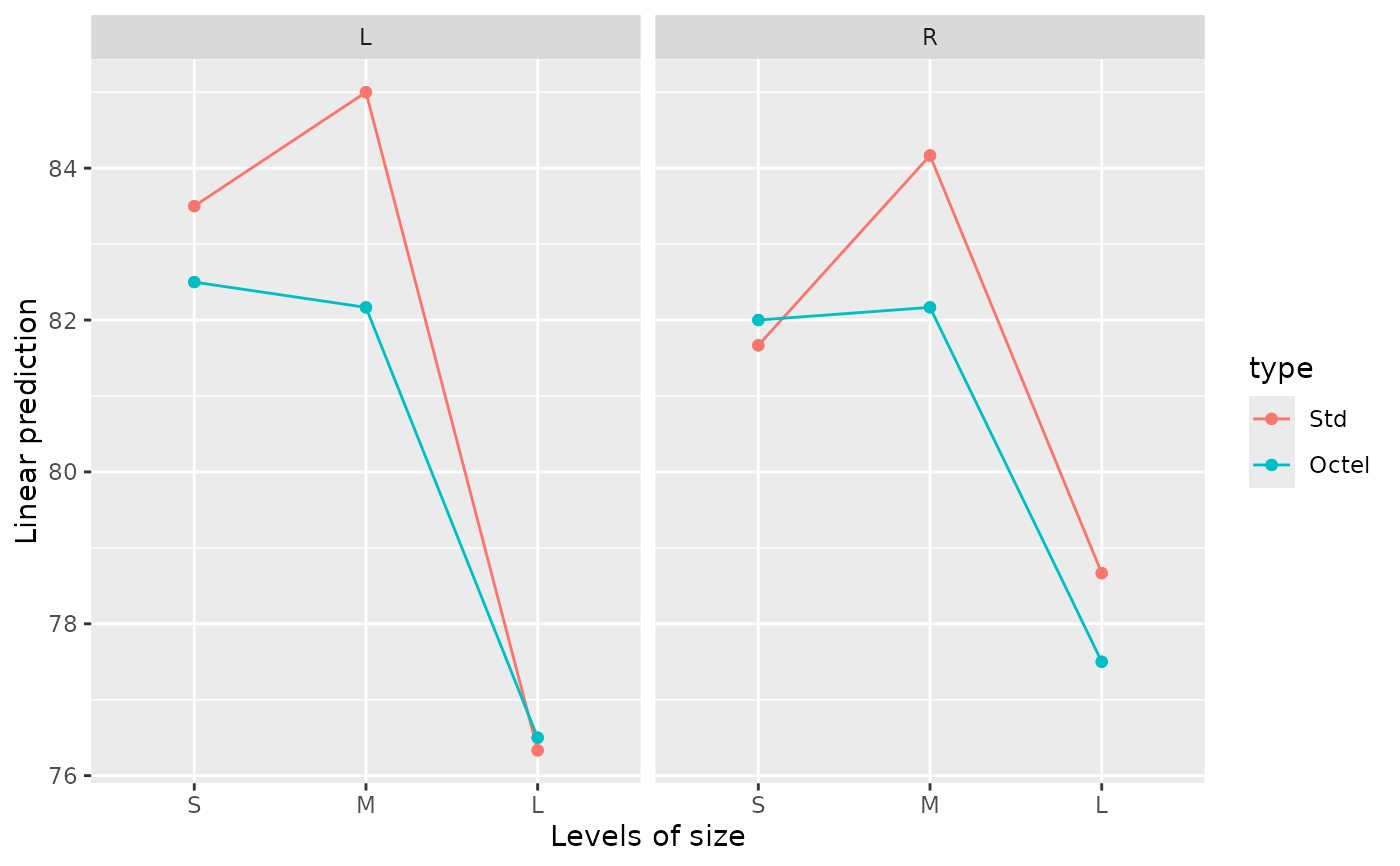 L
R
84
82
80
78
76
Linear prediction
S M L
S M L
Levels of size
type
Std
Octel